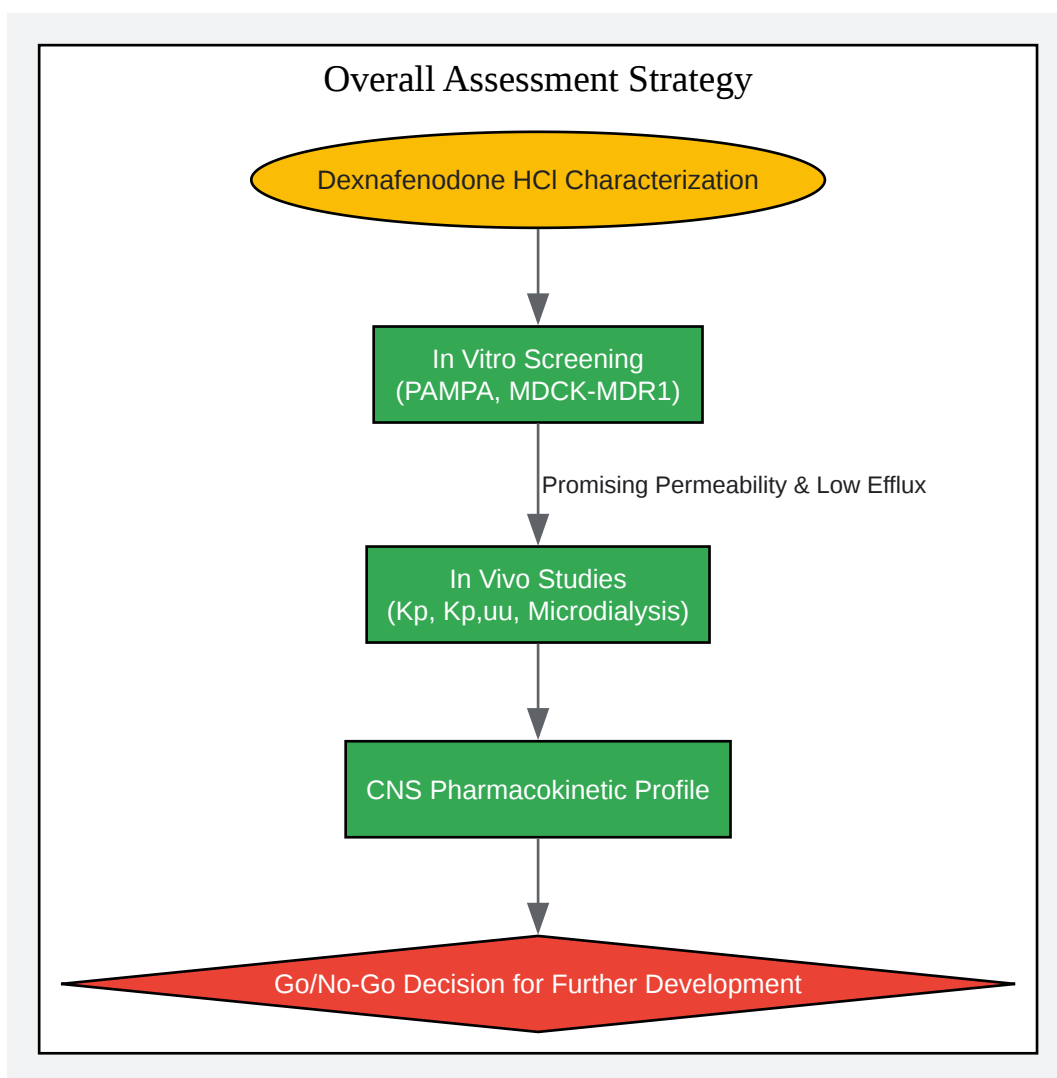 Overall Assessment Strategy
Dexnafenodone HCl Characterization
In Vitro Screening
(PAMPA, MDCK-MDR1)
Promising Permeability & Low Efflux
In Vivo Studies
(Kp, Kp,uu, Microdialysis)
CNS Pharmacokinetic Profile
Go/No-Go Decision for Further Development